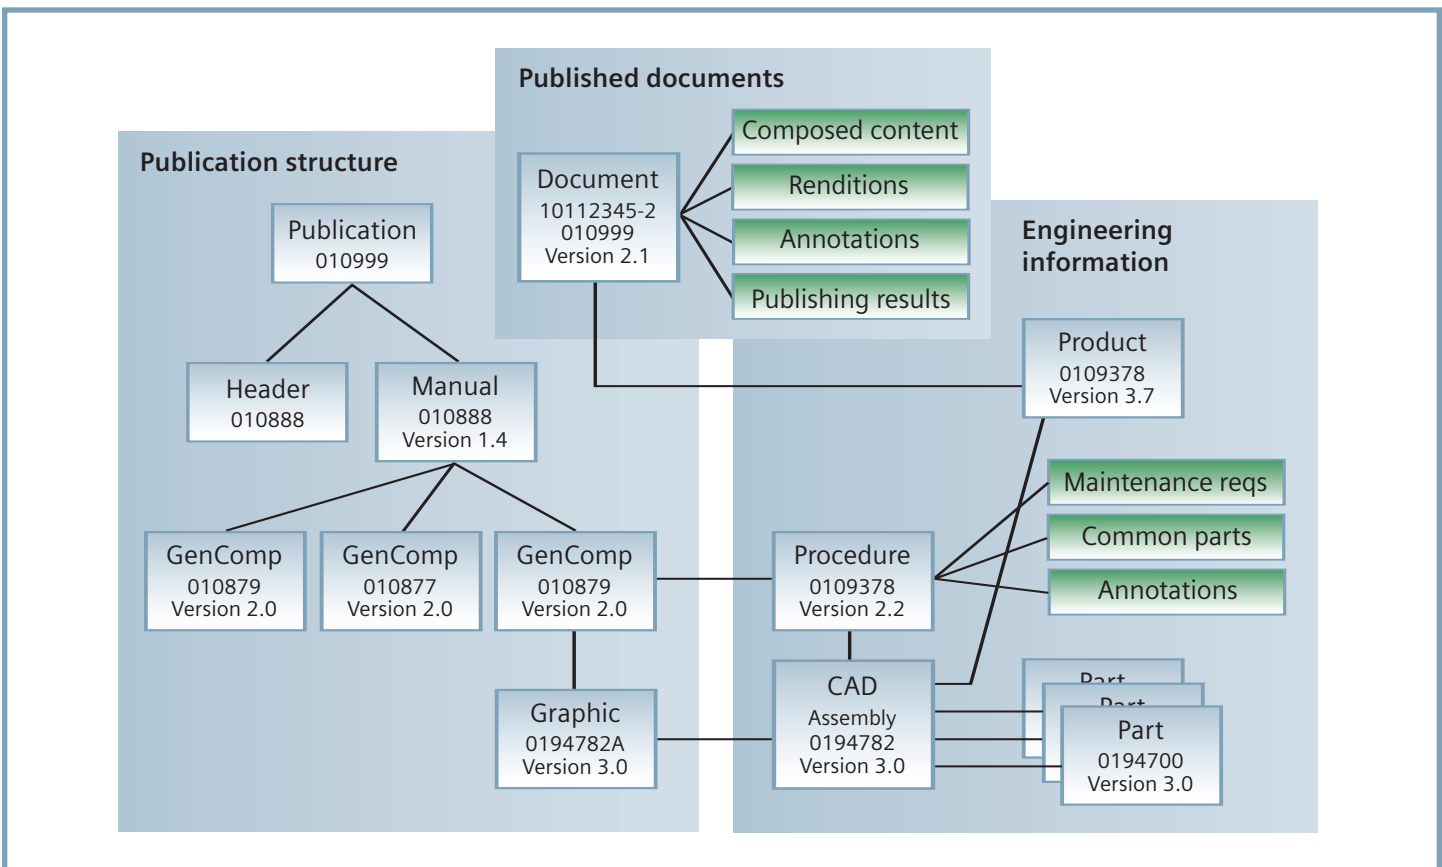 Published documents
Composed content
Renditions
Annotations
Publishing results
Document
10112345-2
010999
Version 2.1
Publication structure
Publication
010999
Header
010888
Manual
010888
Version 1.4
GenComp
010879
Version 2.0
GenComp
010877
Version 2.0
GenComp
010879
Version 2.0
Graphic
0194782A
Version 3.0
Engineering
information
Product
0109378
Version 3.7
Maintenance reqs
Common parts
Annotations
Procedure
0109378
Version 2.2
CAD
Assembly
0194782
Version 3.0
Part
Part
Part
0194700
Version 3.0